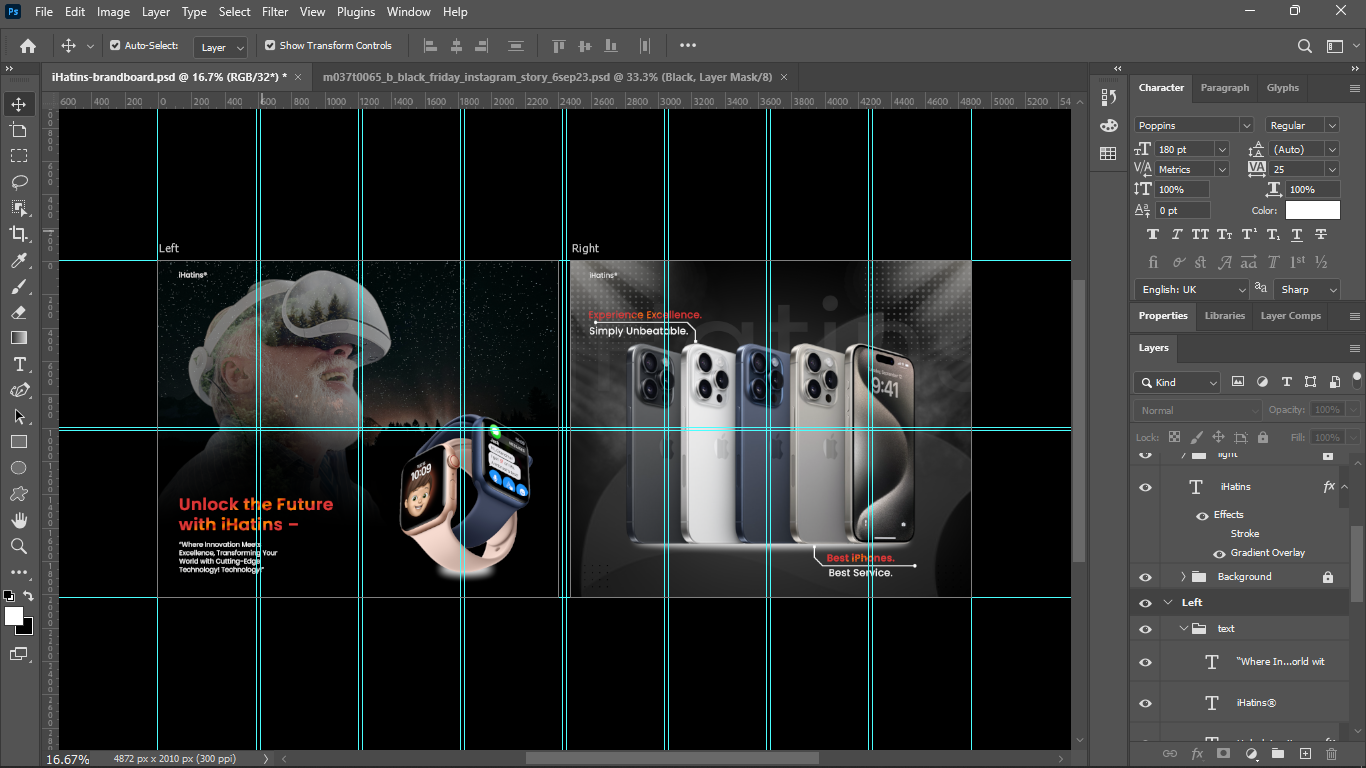 Ps File Edit Image Layer Type Select Filter View Plugins Window Help
Auto-Select: Layer Show Transform Controls
iHatins-brandboard.psd @ 16.7% (RGB/32*) *
m037t0065_b_black_friday_instagram_story_6sep23.psd @ 33.3% (Black, Layer Mask/8)
600 400 200 0 200 400 600 800 1000 1200 1400 1600 1800 2000 2200 2400 2600 2800 3000 3200 3400 3600 3800 4000 4200 4400 4600 4800 5000 5200
Left
Right
iHatins®
iHatins®
Experience Excellence.
Simply Unbeatable.
9:41
10:09
Unlock the Future
with iHatins –
“Where Innovation Meets
Excellence, Transforming Your
World with Cutting-Edge
Technology! Technology!”
Best iPhones.
Best Service.
16.67% 4872 px x 2010 px (300 ppi)
Character Paragraph Glyphs
Poppins Regular
180 pt (Auto)
Metrics 25
100% 100%
0 pt Color:
English: UK Sharp
Properties Libraries Layer Comps
Layers
Kind
Normal Opacity: 100%
Lock: Fill: 100%
light
iHatins fx
Effects
Stroke
Gradient Overlay
Background
Left
text
“Where In...orld wit
iHatins®